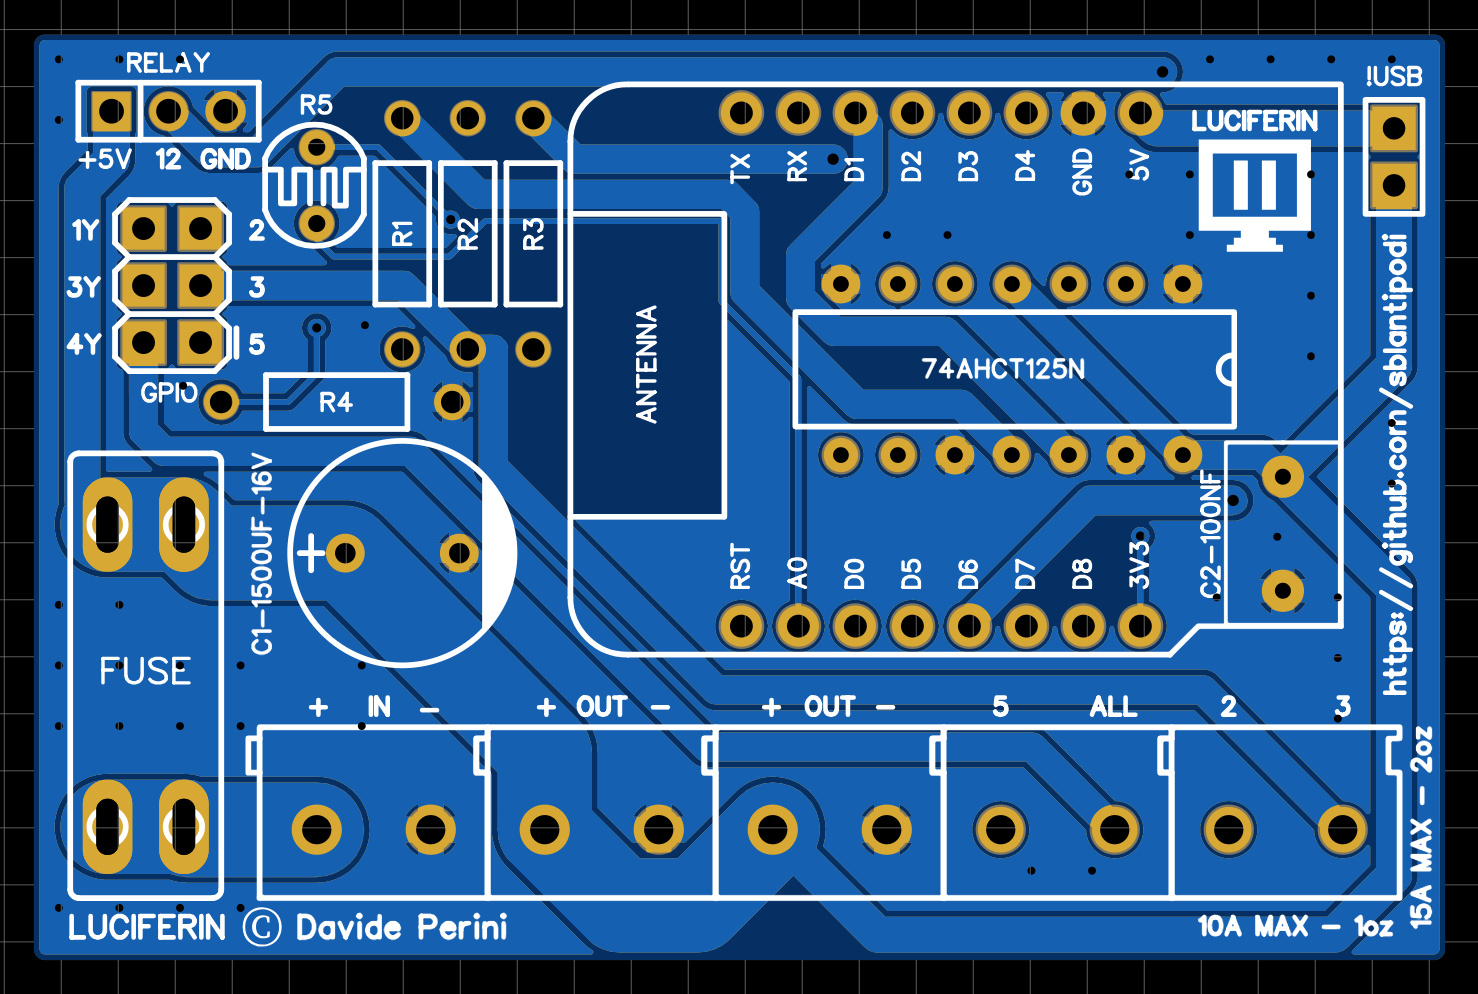 RELAY
+5V 12 GND
R5
!USB
LUCIFERIN
TX RX D1 D2 D3 D4 GND 5V
1Y 2
3Y 3
4Y 5
GPIO
R1 R2 R3
R4
ANTENNA
74AHCT125N
https://github.com/sblantipodi
C1-1500UF-16V
+
C2-100NF
RST A0 D0 D5 D6 D7 D8 3V3
FUSE
+ IN -
+ OUT -
+ OUT -
5 ALL
2 3
15A MAX - 2oz
LUCIFERIN © Davide Perini
10A MAX - 1oz